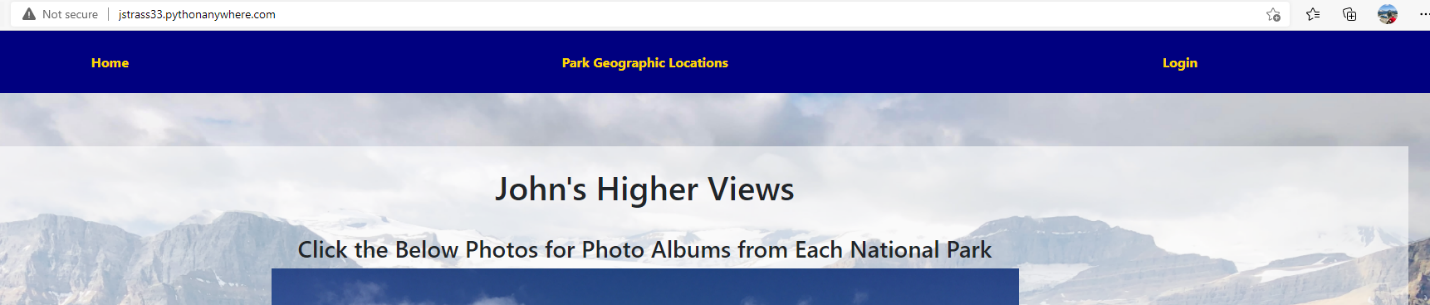 Not secure jstrass33.pythonanywhere.com
Home Park Geographic Locations Login
John's Higher Views
Click the Below Photos for Photo Albums from Each National Park